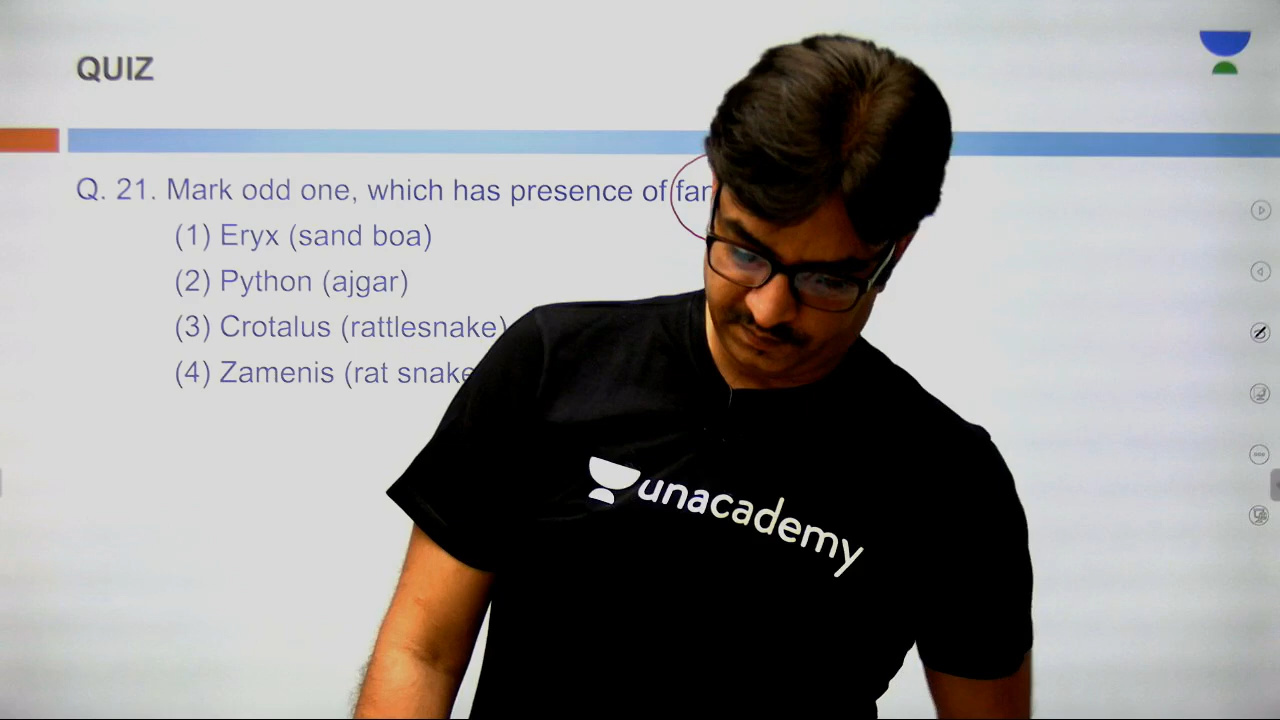 QUIZ
Q. 21. Mark odd one, which has presence of
(1) Eryx (sand boa)
(2) Python (ajgar)
(3) Crotalus (rattlesnake)
(4) Zamenis (rat snake
unacademy